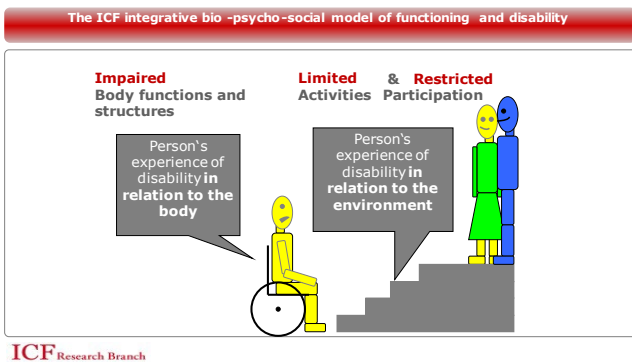 The ICF integrative bio -psycho-social model of functioning and disability
Impaired
Body functions and
structures
Limited & Restricted
Activities Participation
Person's
experience of
disability in
relation to the
body
Person's
experience of
disability in
relation to the
environment
ICF Research Branch